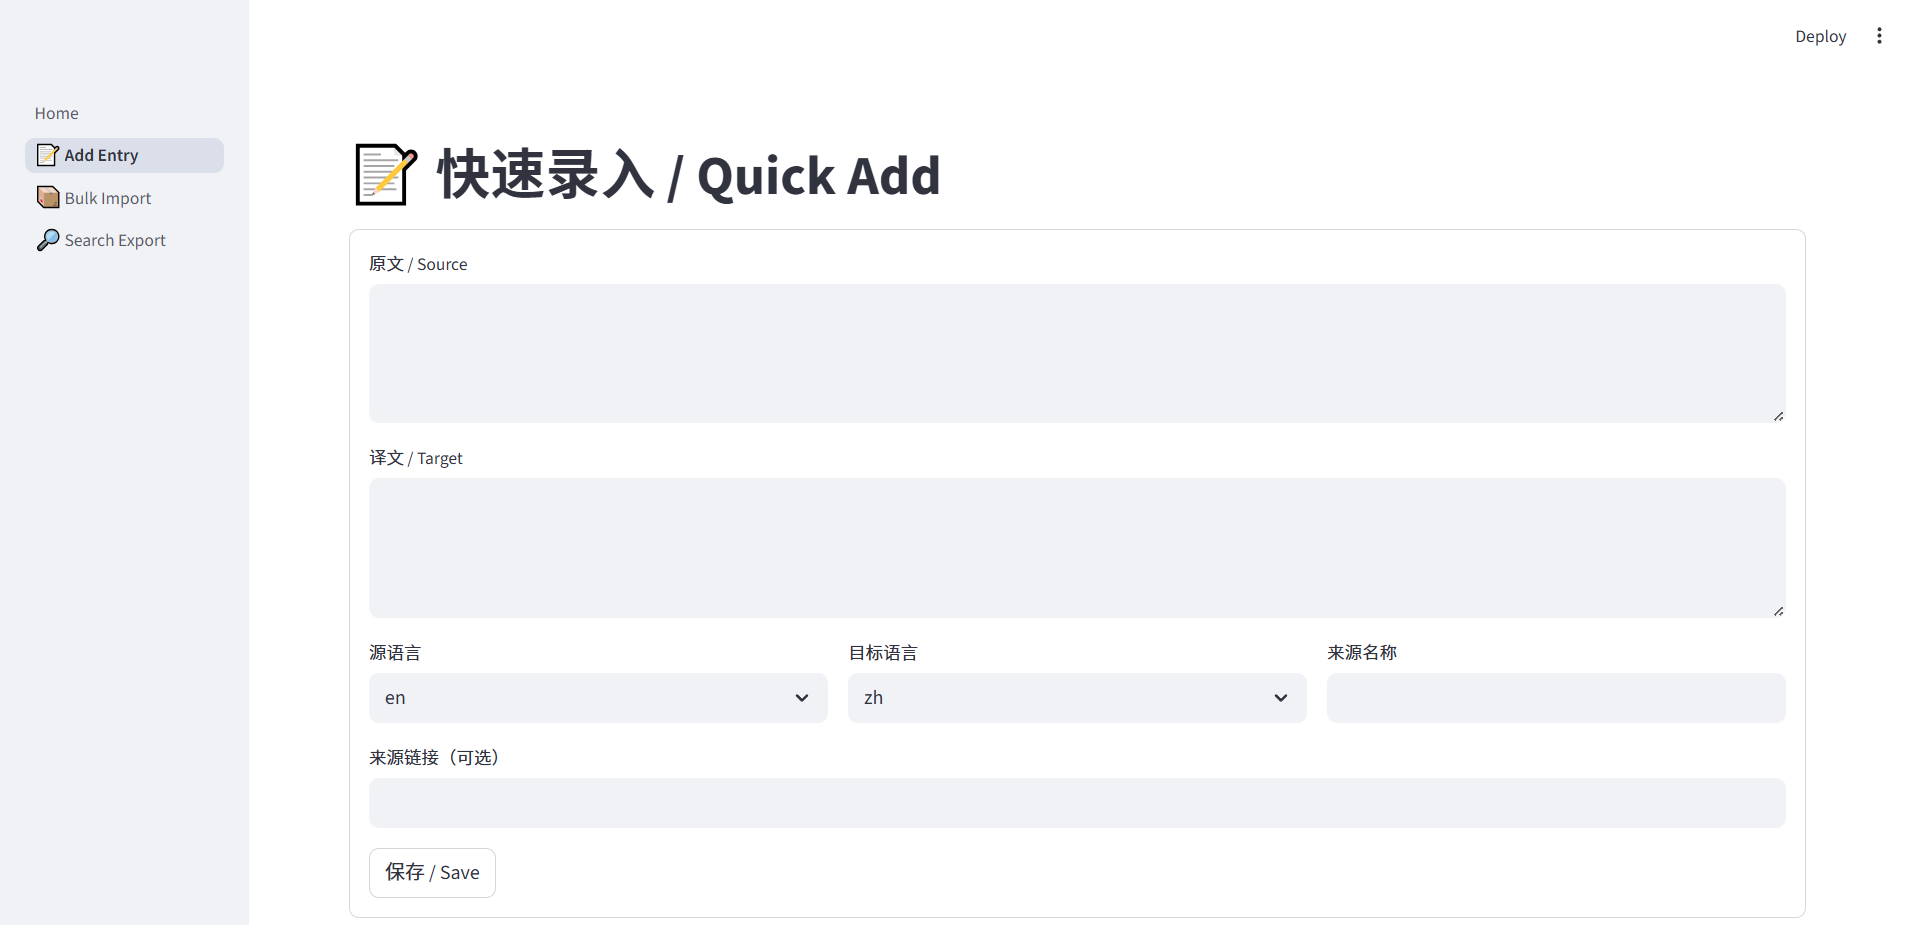 Deploy
Home
Add Entry
Bulk Import
Search Export
快速录入 / Quick Add
原文 / Source
译文 / Target
源语言
目标语言
来源名称
en
zh
来源链接（可选）
保存 / Save